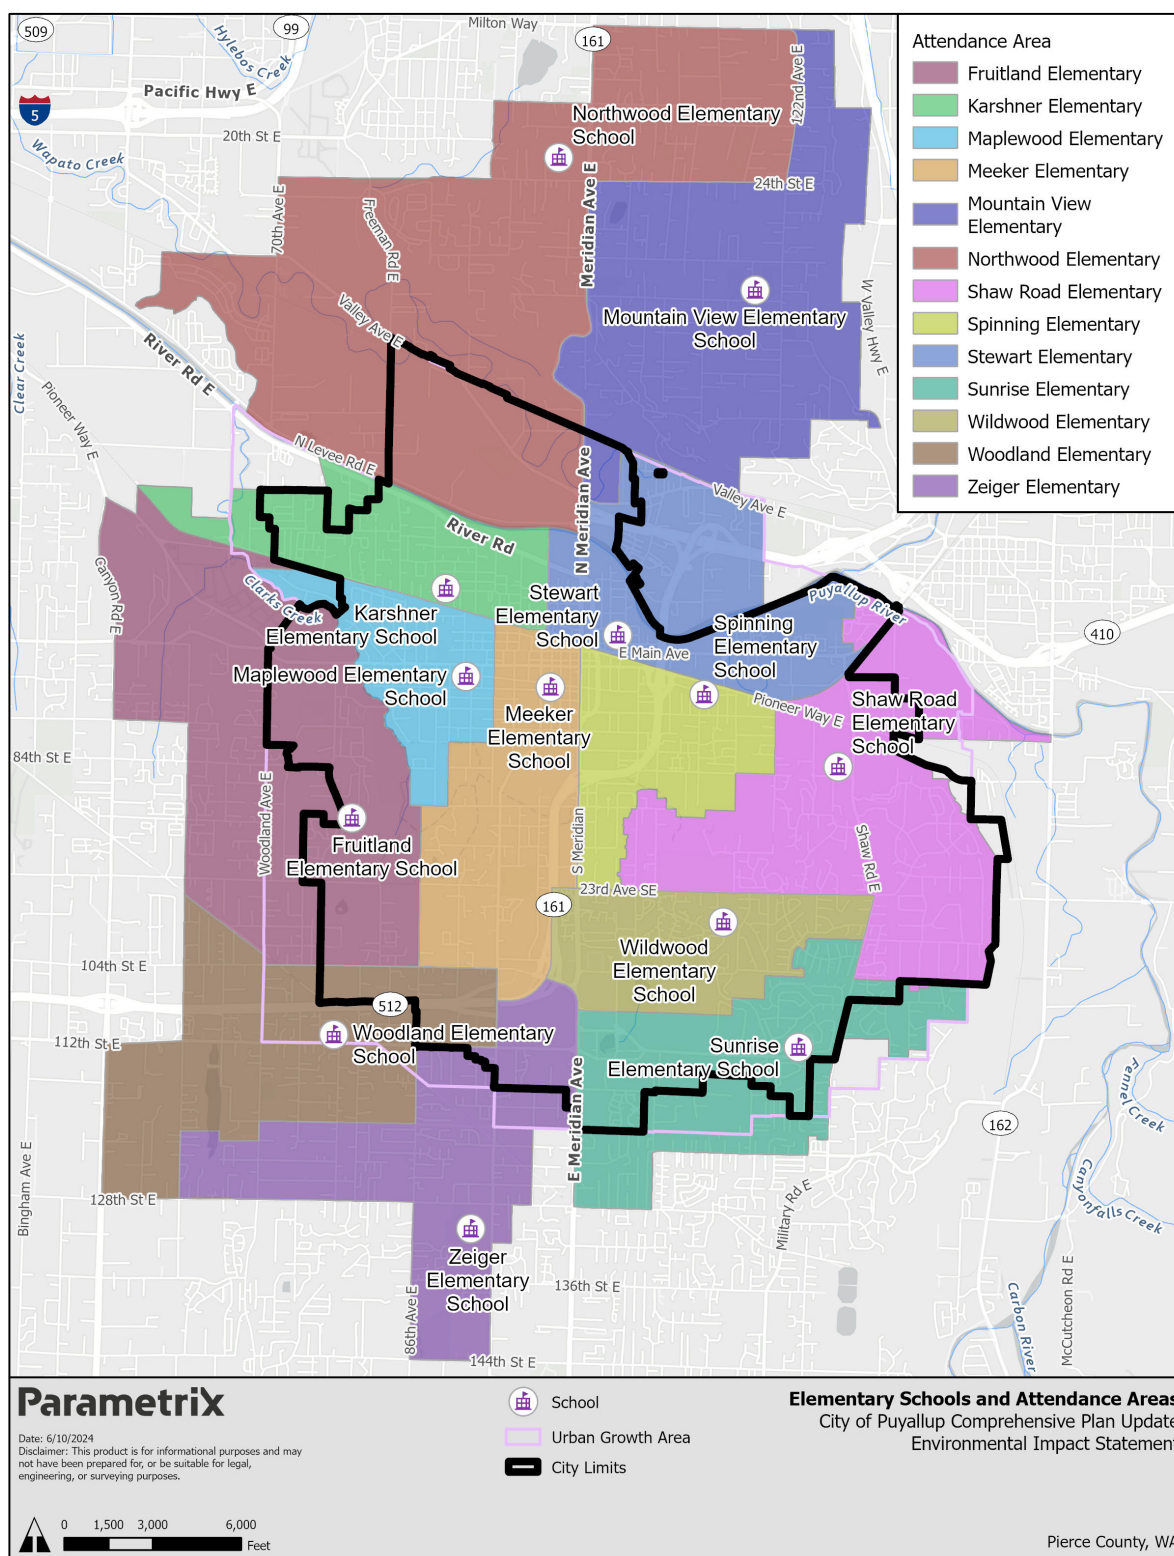 509
99
Milton Way
161
Hylebos Creek
Pacific Hwy E
5
20th St E
Wapato Creek
122nd Ave E
Northwood Elementary
School
24th St E
70th Ave E
Freeman Rd E
Meridian Ave E
Mountain View Elementary
School
W Valley Hwy E
Valley Ave E
River Rd E
Clear Creek
Pioneer Way E
N Levee Rd E
N Meridian Ave
Valley Ave E
River Rd
Canyon Rd E
Clarks Creek
Karshner
Elementary School
Stewart
Elementary
School
E Main Ave
Spinning
Elementary
School
Puyallup River
410
Maplewood Elementary
School
Meeker
Elementary
School
Pioneer Way E
Shaw Road
Elementary
School
84th St E
Woodland Ave E
Fruitland
Elementary School
S Meridian
Shaw Rd E
23rd Ave SE
161
Wildwood
Elementary
School
104th St E
512
112th St E
Woodland Elementary
School
Sunrise
Elementary School
E Meridian Ave
162
Fennel Creek
Bingham Ave E
128th St E
Military Rd E
Canyonfalls Creek
Zeiger
Elementary
School
86th Ave E
136th St E
144th St E
Carbon River
McCutcheon Rd E
Attendance Area
Fruitland Elementary
Karshner Elementary
Maplewood Elementary
Meeker Elementary
Mountain View
Elementary
Northwood Elementary
Shaw Road Elementary
Spinning Elementary
Stewart Elementary
Sunrise Elementary
Wildwood Elementary
Woodland Elementary
Zeiger Elementary
Parametrix
Date: 6/10/2024
Disclaimer: This product is for informational purposes and may
not have been prepared for, or be suitable for legal,
engineering, or surveying purposes.
0 1,500 3,000 6,000
Feet
School
Urban Growth Area
City Limits
Elementary Schools and Attendance Areas
City of Puyallup Comprehensive Plan Update
Environmental Impact Statement
Pierce County, WA